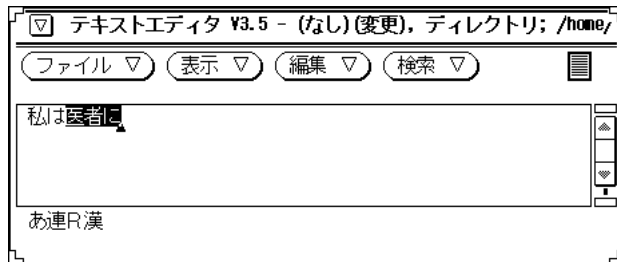 テキストエディタ V3.5 - (なし)(変更), ディレクトリ; /home/
ファイル 表示 編集 検索
私は医者に
あ連R漢